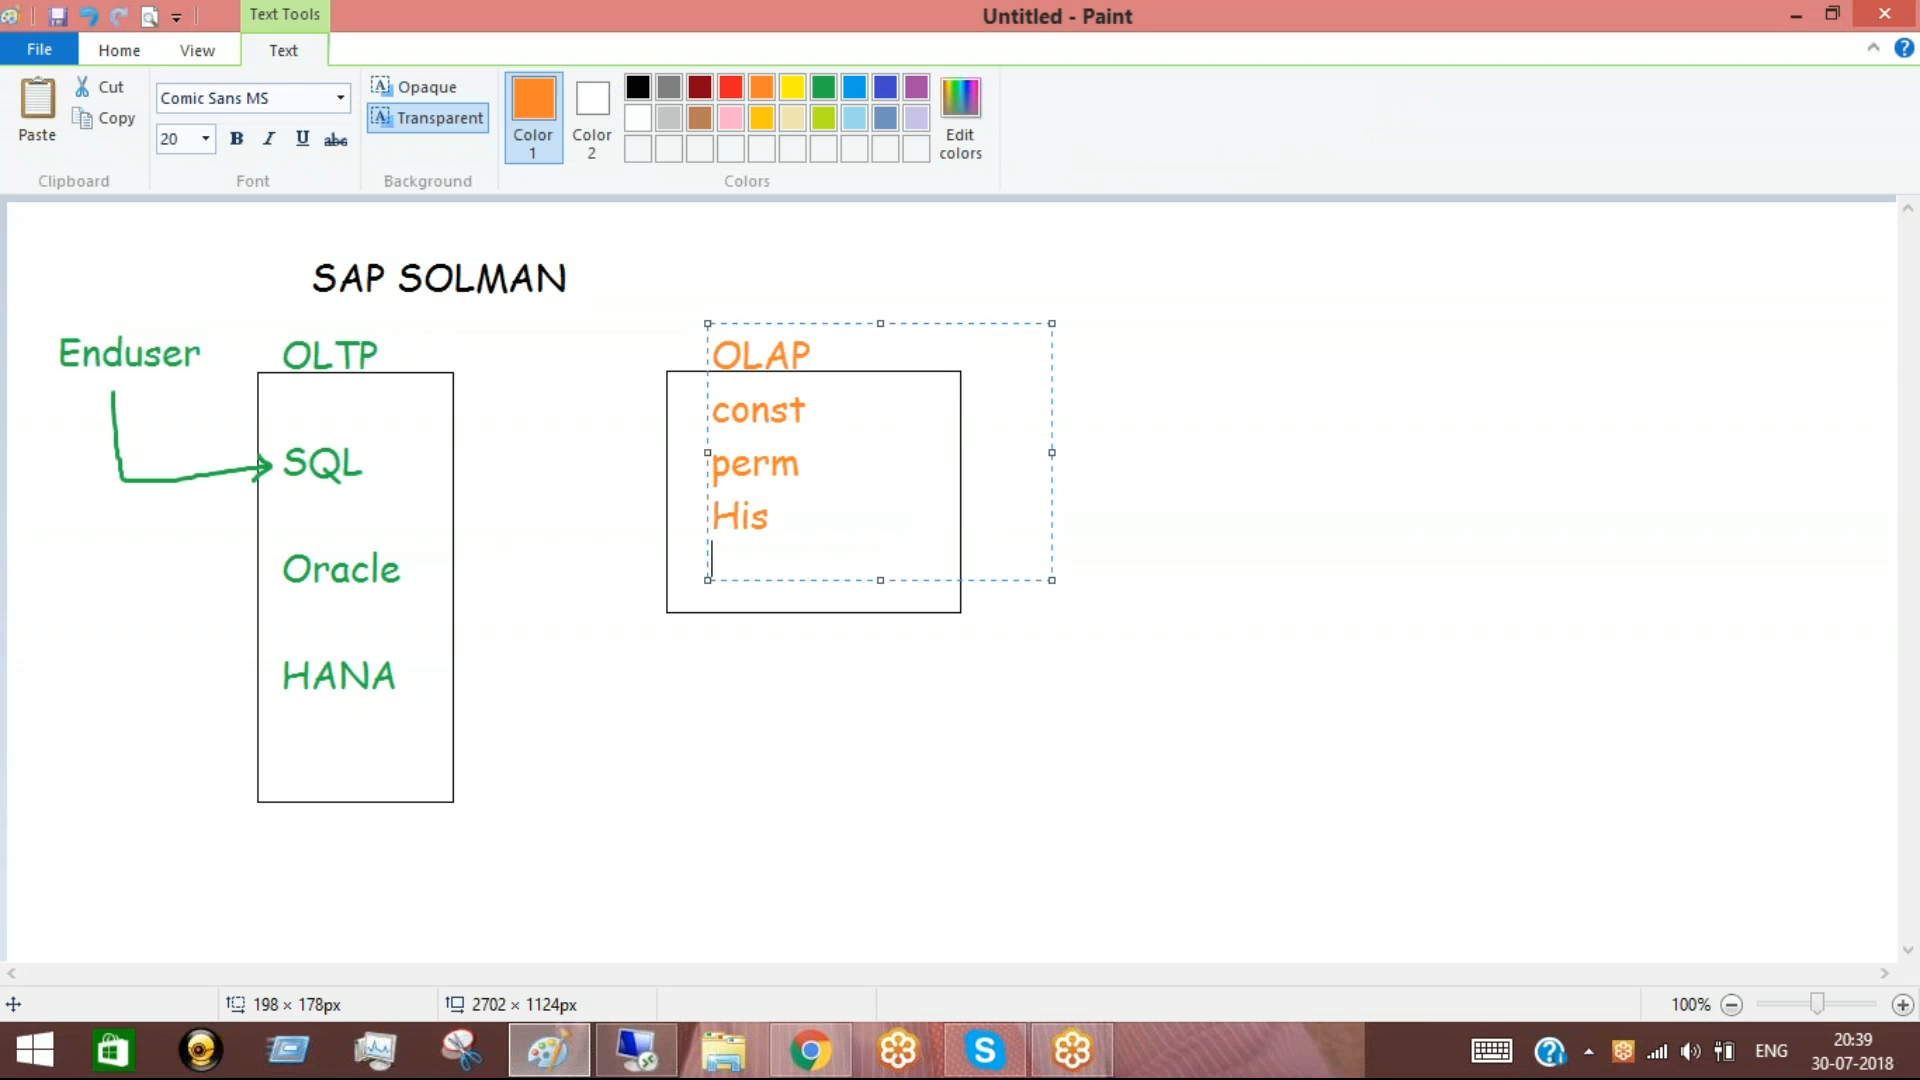 Text Tools
Untitled - Paint
File
Home
View
Text
Paste
Cut
Copy
Clipboard
Comic Sans MS
20
B I U abc
Font
Opaque
Transparent
Background
Color 1
Color 2
Edit colors
Colors
SAP SOLMAN
Enduser
OLTP
SQL
Oracle
HANA
OLAP
const
perm
His
198 × 178px
2702 × 1124px
100%
ENG
20:39
30-07-2018